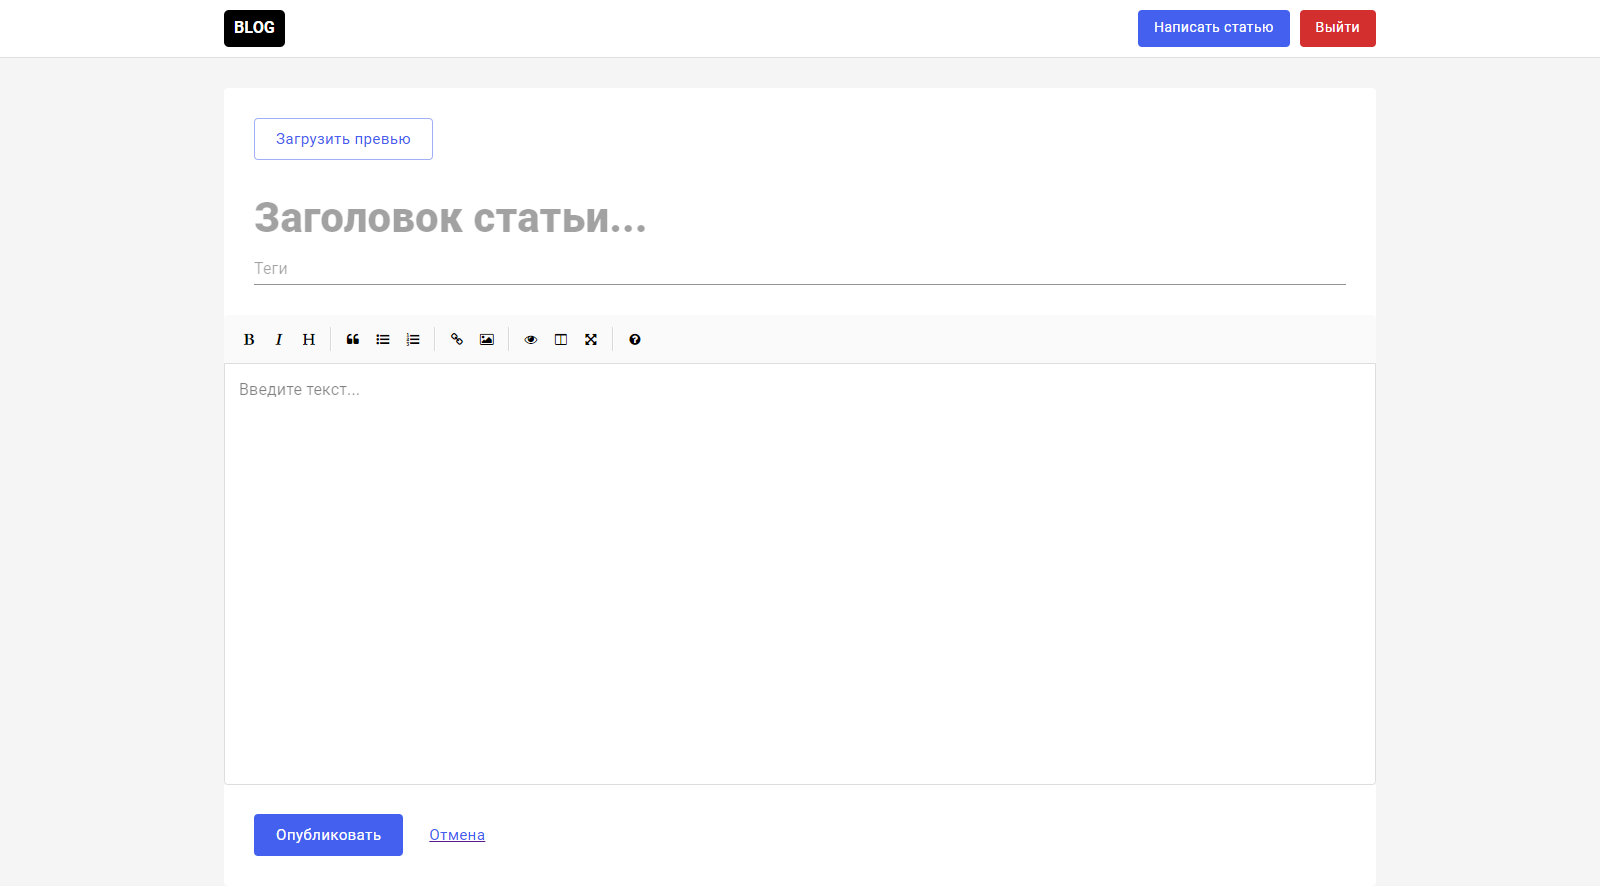 BLOG
Написать статью
Выйти
Загрузить превью
Заголовок статьи...
Теги
B I H
Введите текст...
Опубликовать
Отмена